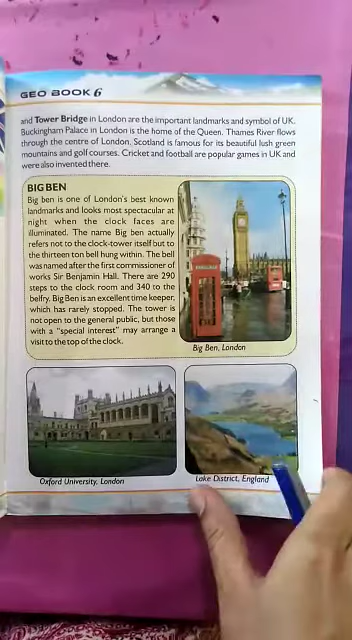 GEO BOOK 6
and Tower Bridge in London are the important landmarks and symbol of UK.
Buckingham Palace in London is the home of the Queen. Thames River flows
through the centre of London. Scotland is famous for its beautiful lush green
mountains and golf courses. Cricket and football are popular games in UK and
were also invented there.
BIG BEN
Big ben is one of London's best known
landmarks and looks most spectacular at
night when the clock faces are
illuminated. The name Big ben actually
refers not to the clock-tower itself but to
the thirteen ton bell hung within. The bell
was named after the first commissioner of
works Sir Benjamin Hall. There are 290
steps to the clock room and 340 to the
belfry. Big Ben is an excellent time keeper,
which has rarely stopped. The tower is
not open to the general public, but those
with a "special interest" may arrange a
visit to the top of the clock.
Big Ben, London
Oxford University, London
Lake District, England